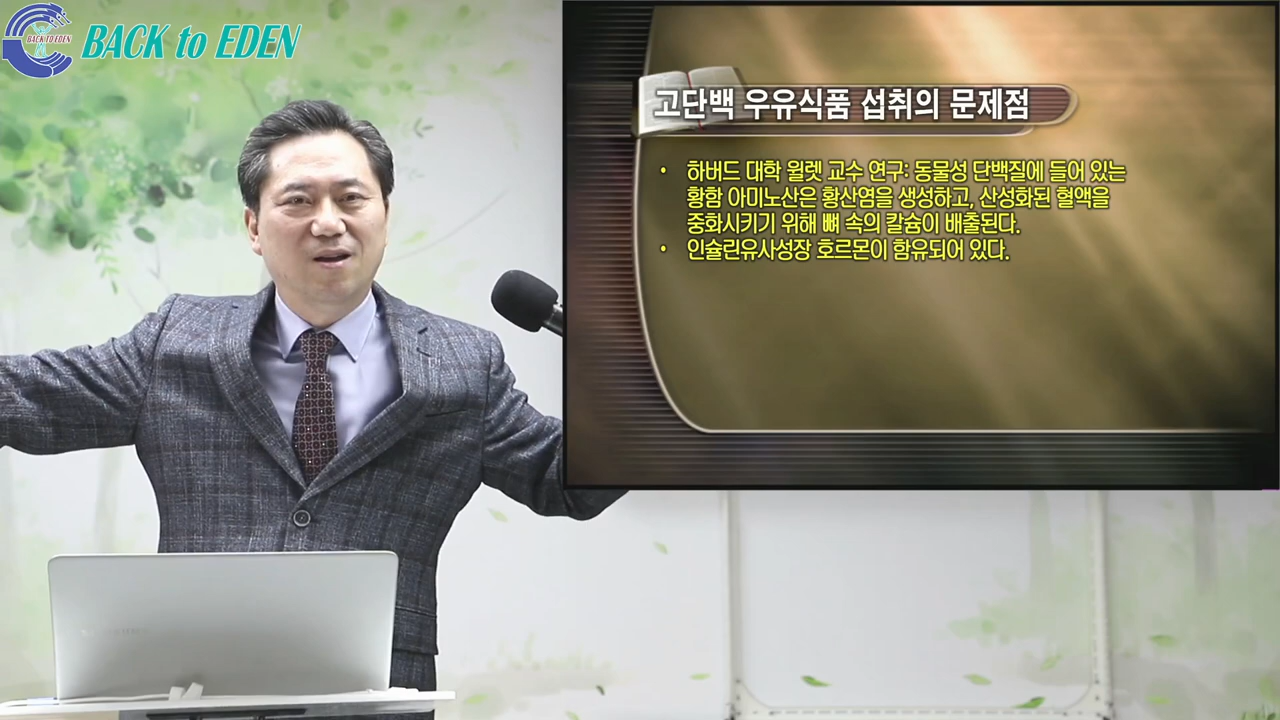 BACK TO EDEN
BACK to EDEN
고단백 우유식품 섭취의 문제점
• 하버드 대학 윌렛 교수 연구: 동물성 단백질에 들어 있는
황함 아미노산은 황산염을 생성하고, 산성화된 혈액을
중화시키기 위해 뼈 속의 칼슘이 배출된다.
• 인슐린유사성장 호르몬이 함유되어 있다.